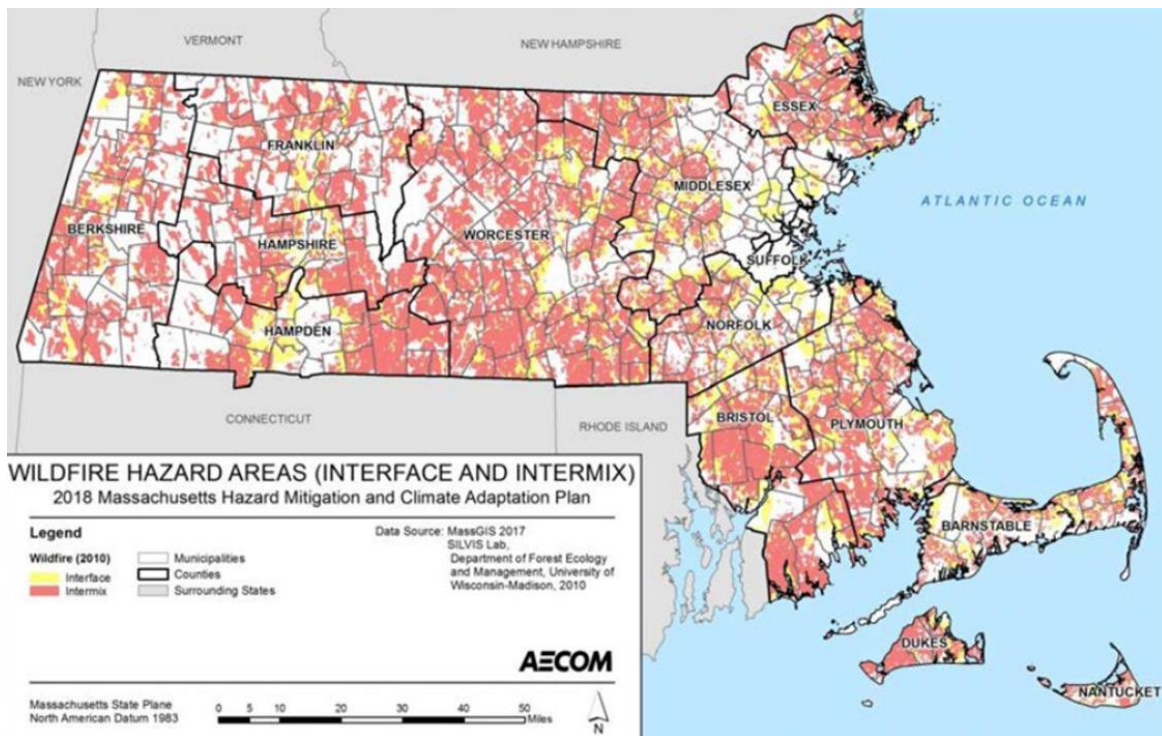 VERMONT
NEW HAMPSHIRE
NEW YORK
ESSEX
FRANKLIN
MIDDLESEX
ATLANTIC OCEAN
BERKSHIRE
HAMPSHIRE
WORCESTER
SUFFOLK
HAMPDEN
NORFOLK
CONNECTICUT
RHODE ISLAND
BRISTOL
PLYMOUTH
BARNSTABLE
DUKES
NANTUCKET
WILDFIRE HAZARD AREAS (INTERFACE AND INTERMIX)
2018 Massachusetts Hazard Mitigation and Climate Adaptation Plan
Legend
Wildfire (2010)
Interface
Intermix
Municipalities
Counties
Surrounding States
Data Source: MassGIS 2017
SILVIS Lab,
Department of Forest Ecology
and Management, University of
Wisconsin-Madison, 2010
AECOM
Massachusetts State Plane
North American Datum 1983
0 5 10 20 30 40 50
Miles
N